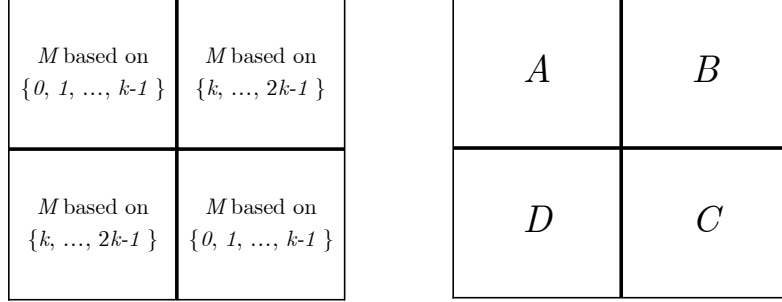 M based on
{0, 1, ..., k-1 }
M based on
{k, ..., 2k-1 }
A
B
M based on
{k, ..., 2k-1 }
M based on
{0, 1, ..., k-1 }
D
C